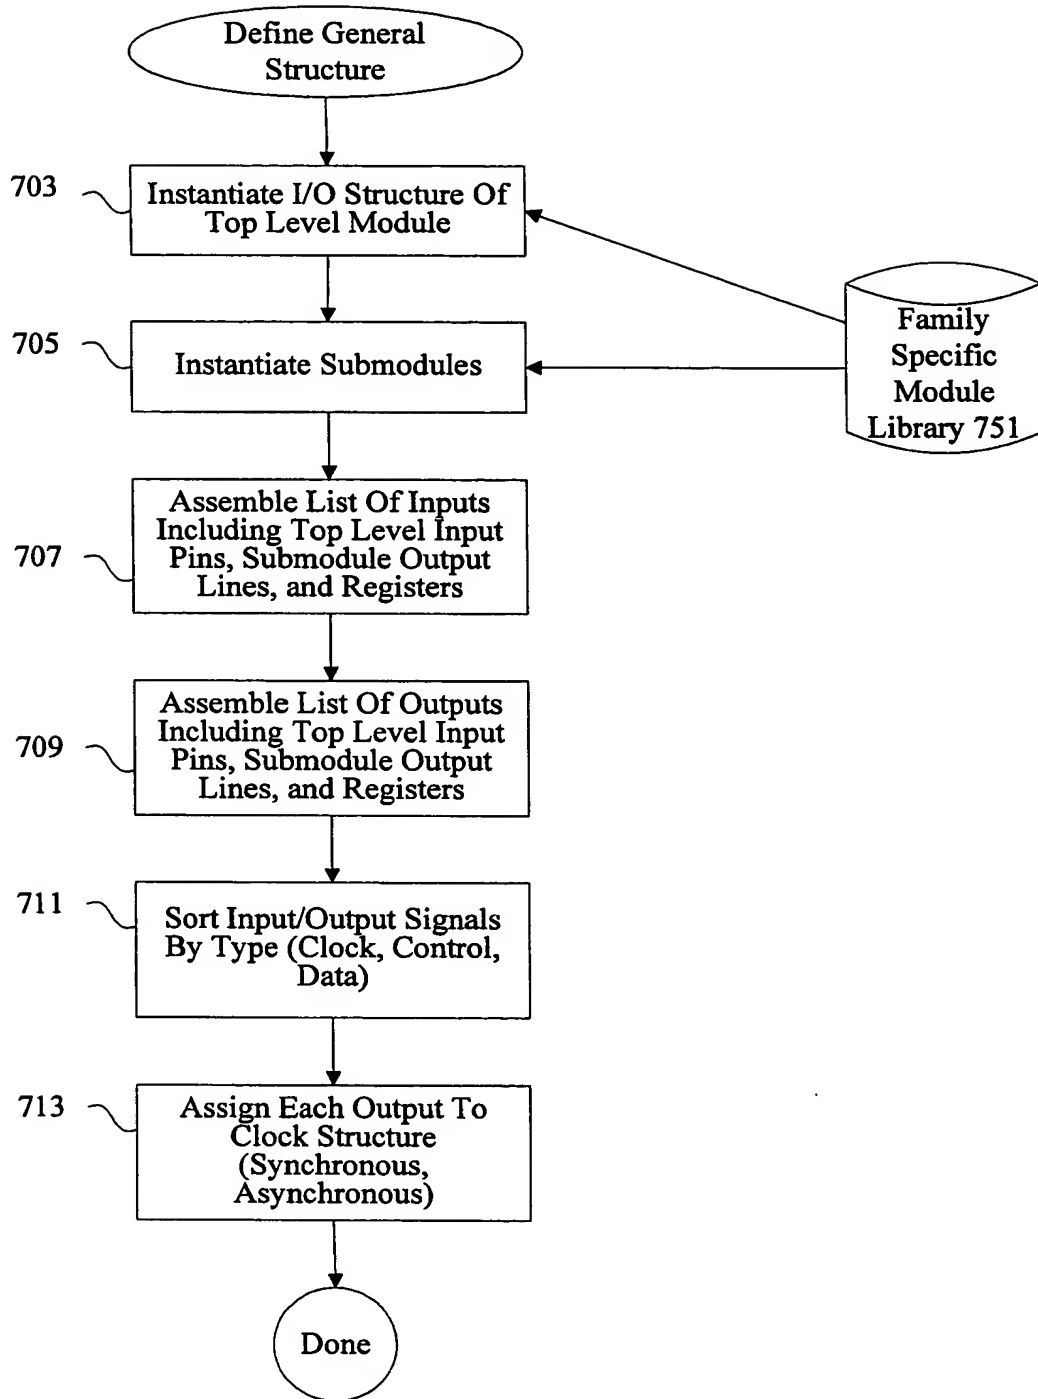 Define General
Structure
703
Instantiate I/O Structure Of
Top Level Module
705
Instantiate Submodules
Family
Specific
Module
Library 751
707
Assemble List Of Inputs
Including Top Level Input
Pins, Submodule Output
Lines, and Registers
709
Assemble List Of Outputs
Including Top Level Input
Pins, Submodule Output
Lines, and Registers
711
Sort Input/Output Signals
By Type (Clock, Control,
Data)
713
Assign Each Output To
Clock Structure
(Synchronous,
Asynchronous)
Done